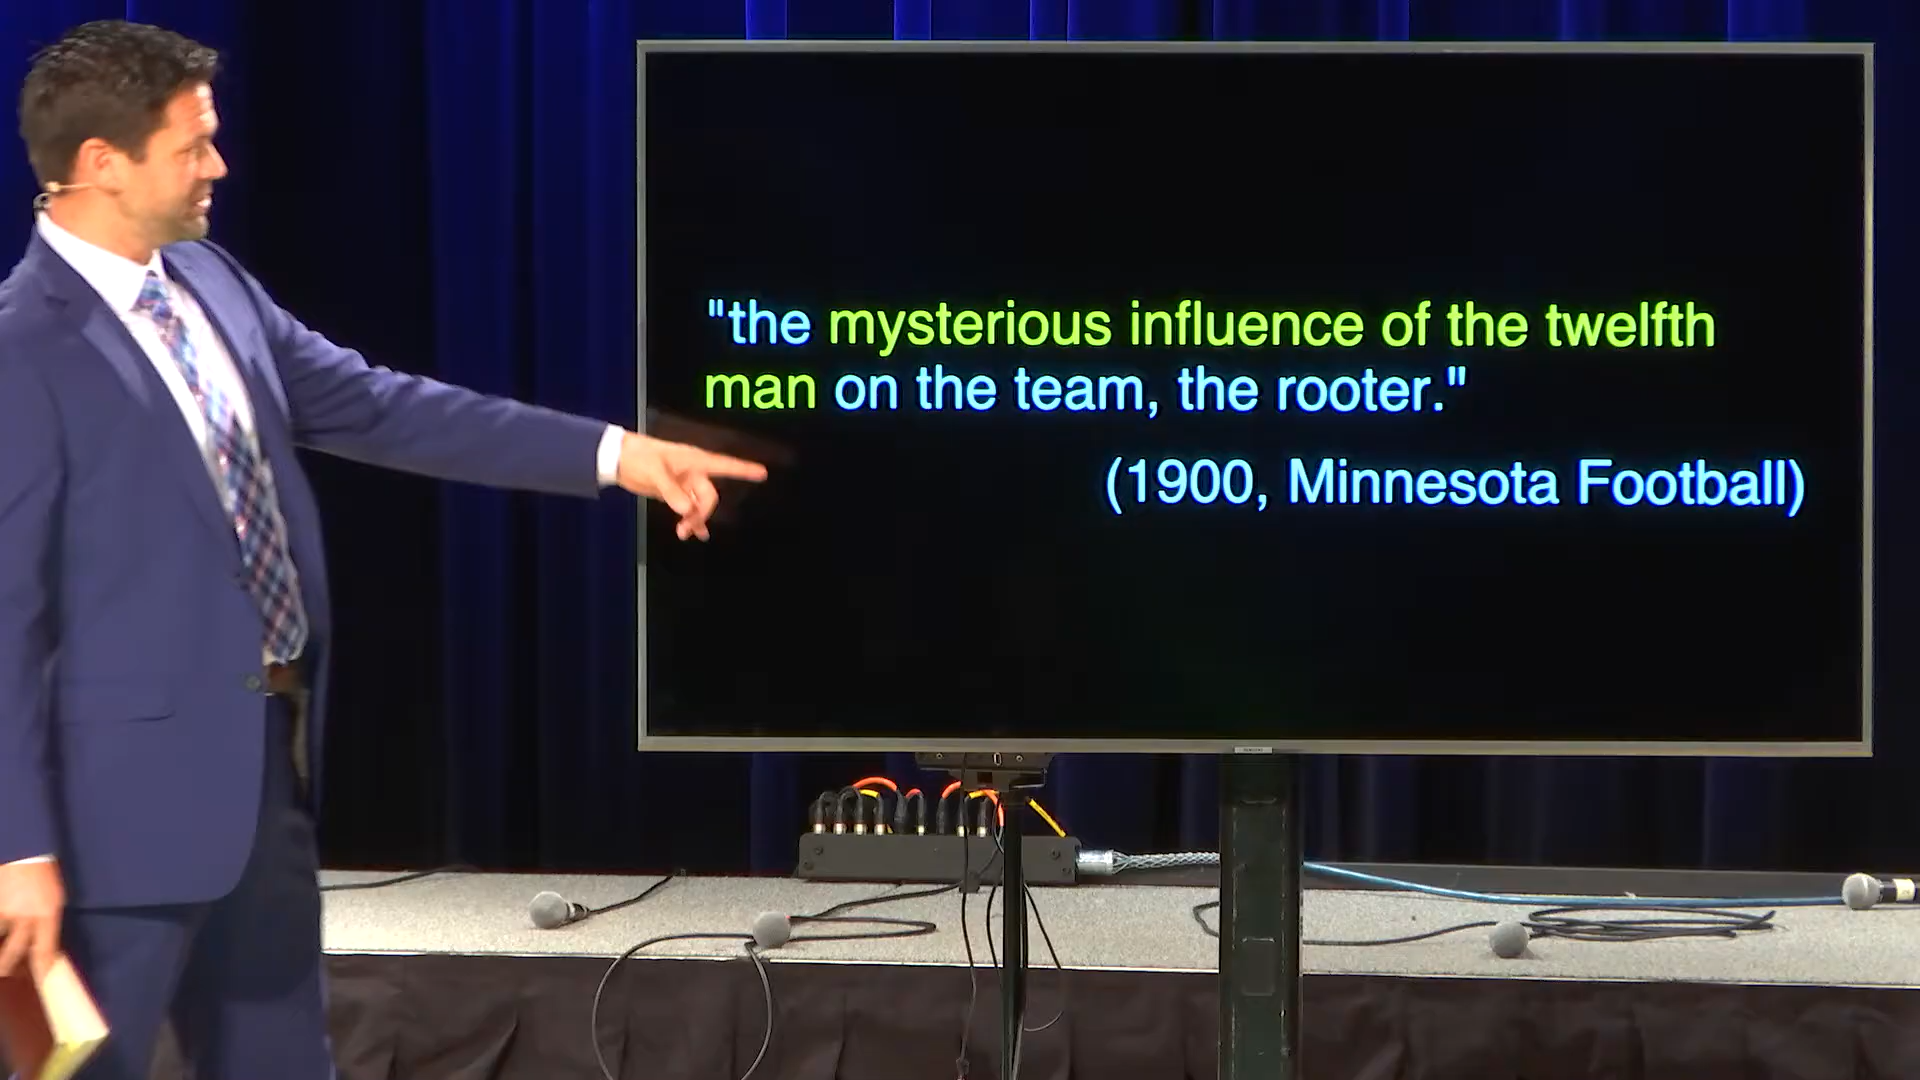 "the mysterious influence of the twelfth
man on the team, the rooter."
(1900, Minnesota Football)